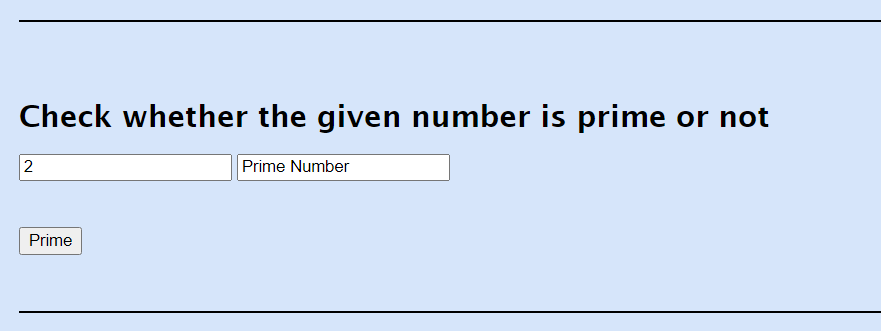 Check whether the given number is prime or not
2 Prime Number
Prime